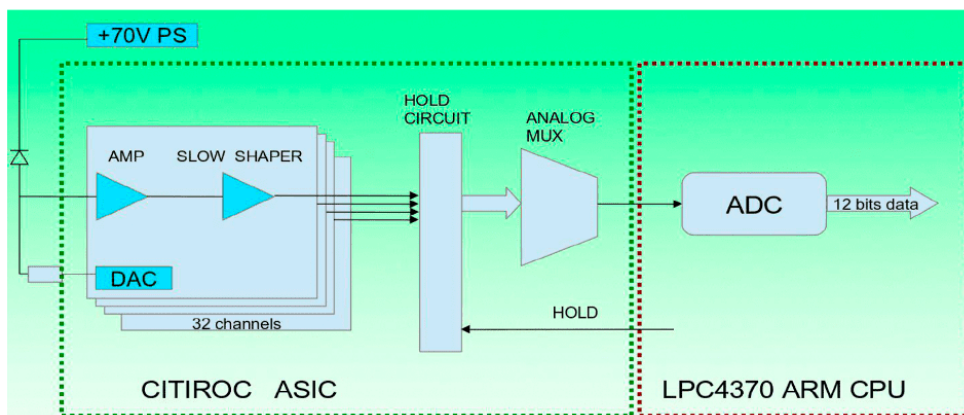 +70V PS
HOLD
CIRCUIT
ANALOG
MUX
AMP
SLOW SHAPER
ADC
12 bits data
DAC
32 channels
HOLD
CITIROC ASIC
LPC4370 ARM CPU